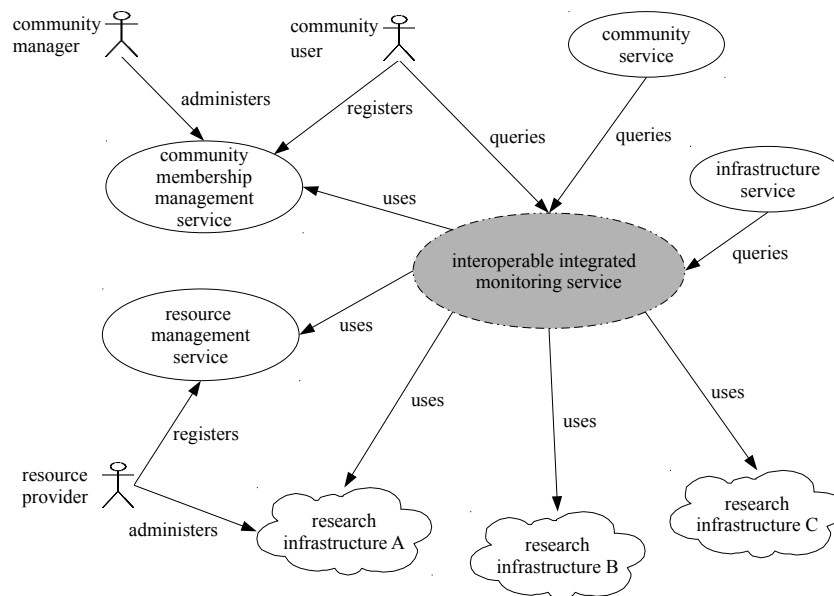 community
manager
community
user
community
service
administers
registers
queries
queries
community
membership
management
service
infrastructure
service
uses
interoperable integrated
monitoring service
queries
resource
management
service
uses
uses
uses
uses
registers
resource
provider
administers
research
infrastructure A
research
infrastructure B
research
infrastructure C